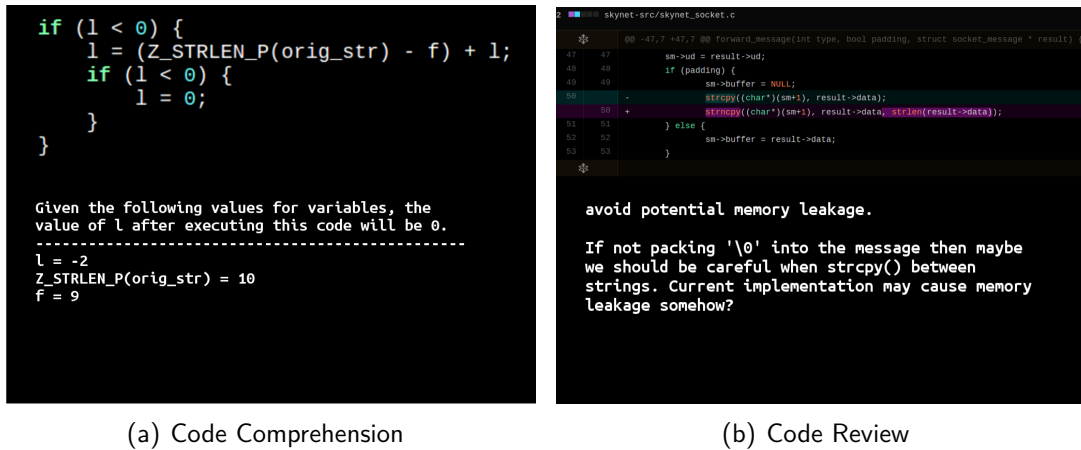 if (l < 0) {
l = (Z_STRLEN_P(orig_str) - f) + l;
if (l < 0) {
l = 0;
}
}
Given the following values for variables, the
value of l after executing this code will be 0.
-------------------------------------------------
l = -2
Z_STRLEN_P(orig_str) = 10
f = 9
(a) Code Comprehension
2 skynet-src/skynet_socket.c
@@ -47,7 +47,7 @@ forward_message(int type, bool padding, struct socket_message * result) {
47 47 sm->ud = result->ud;
48 48 if (padding) {
49 49 sm->buffer = NULL;
50 - strcpy((char*)(sm+1), result->data);
50 + strncpy((char*)(sm+1), result->data, strlen(result->data));
51 51 } else {
52 52 sm->buffer = result->data;
53 53 }
avoid potential memory leakage.
If not packing '\0' into the message then maybe
we should be careful when strcpy() between
strings. Current implementation may cause memory
leakage somehow?
(b) Code Review